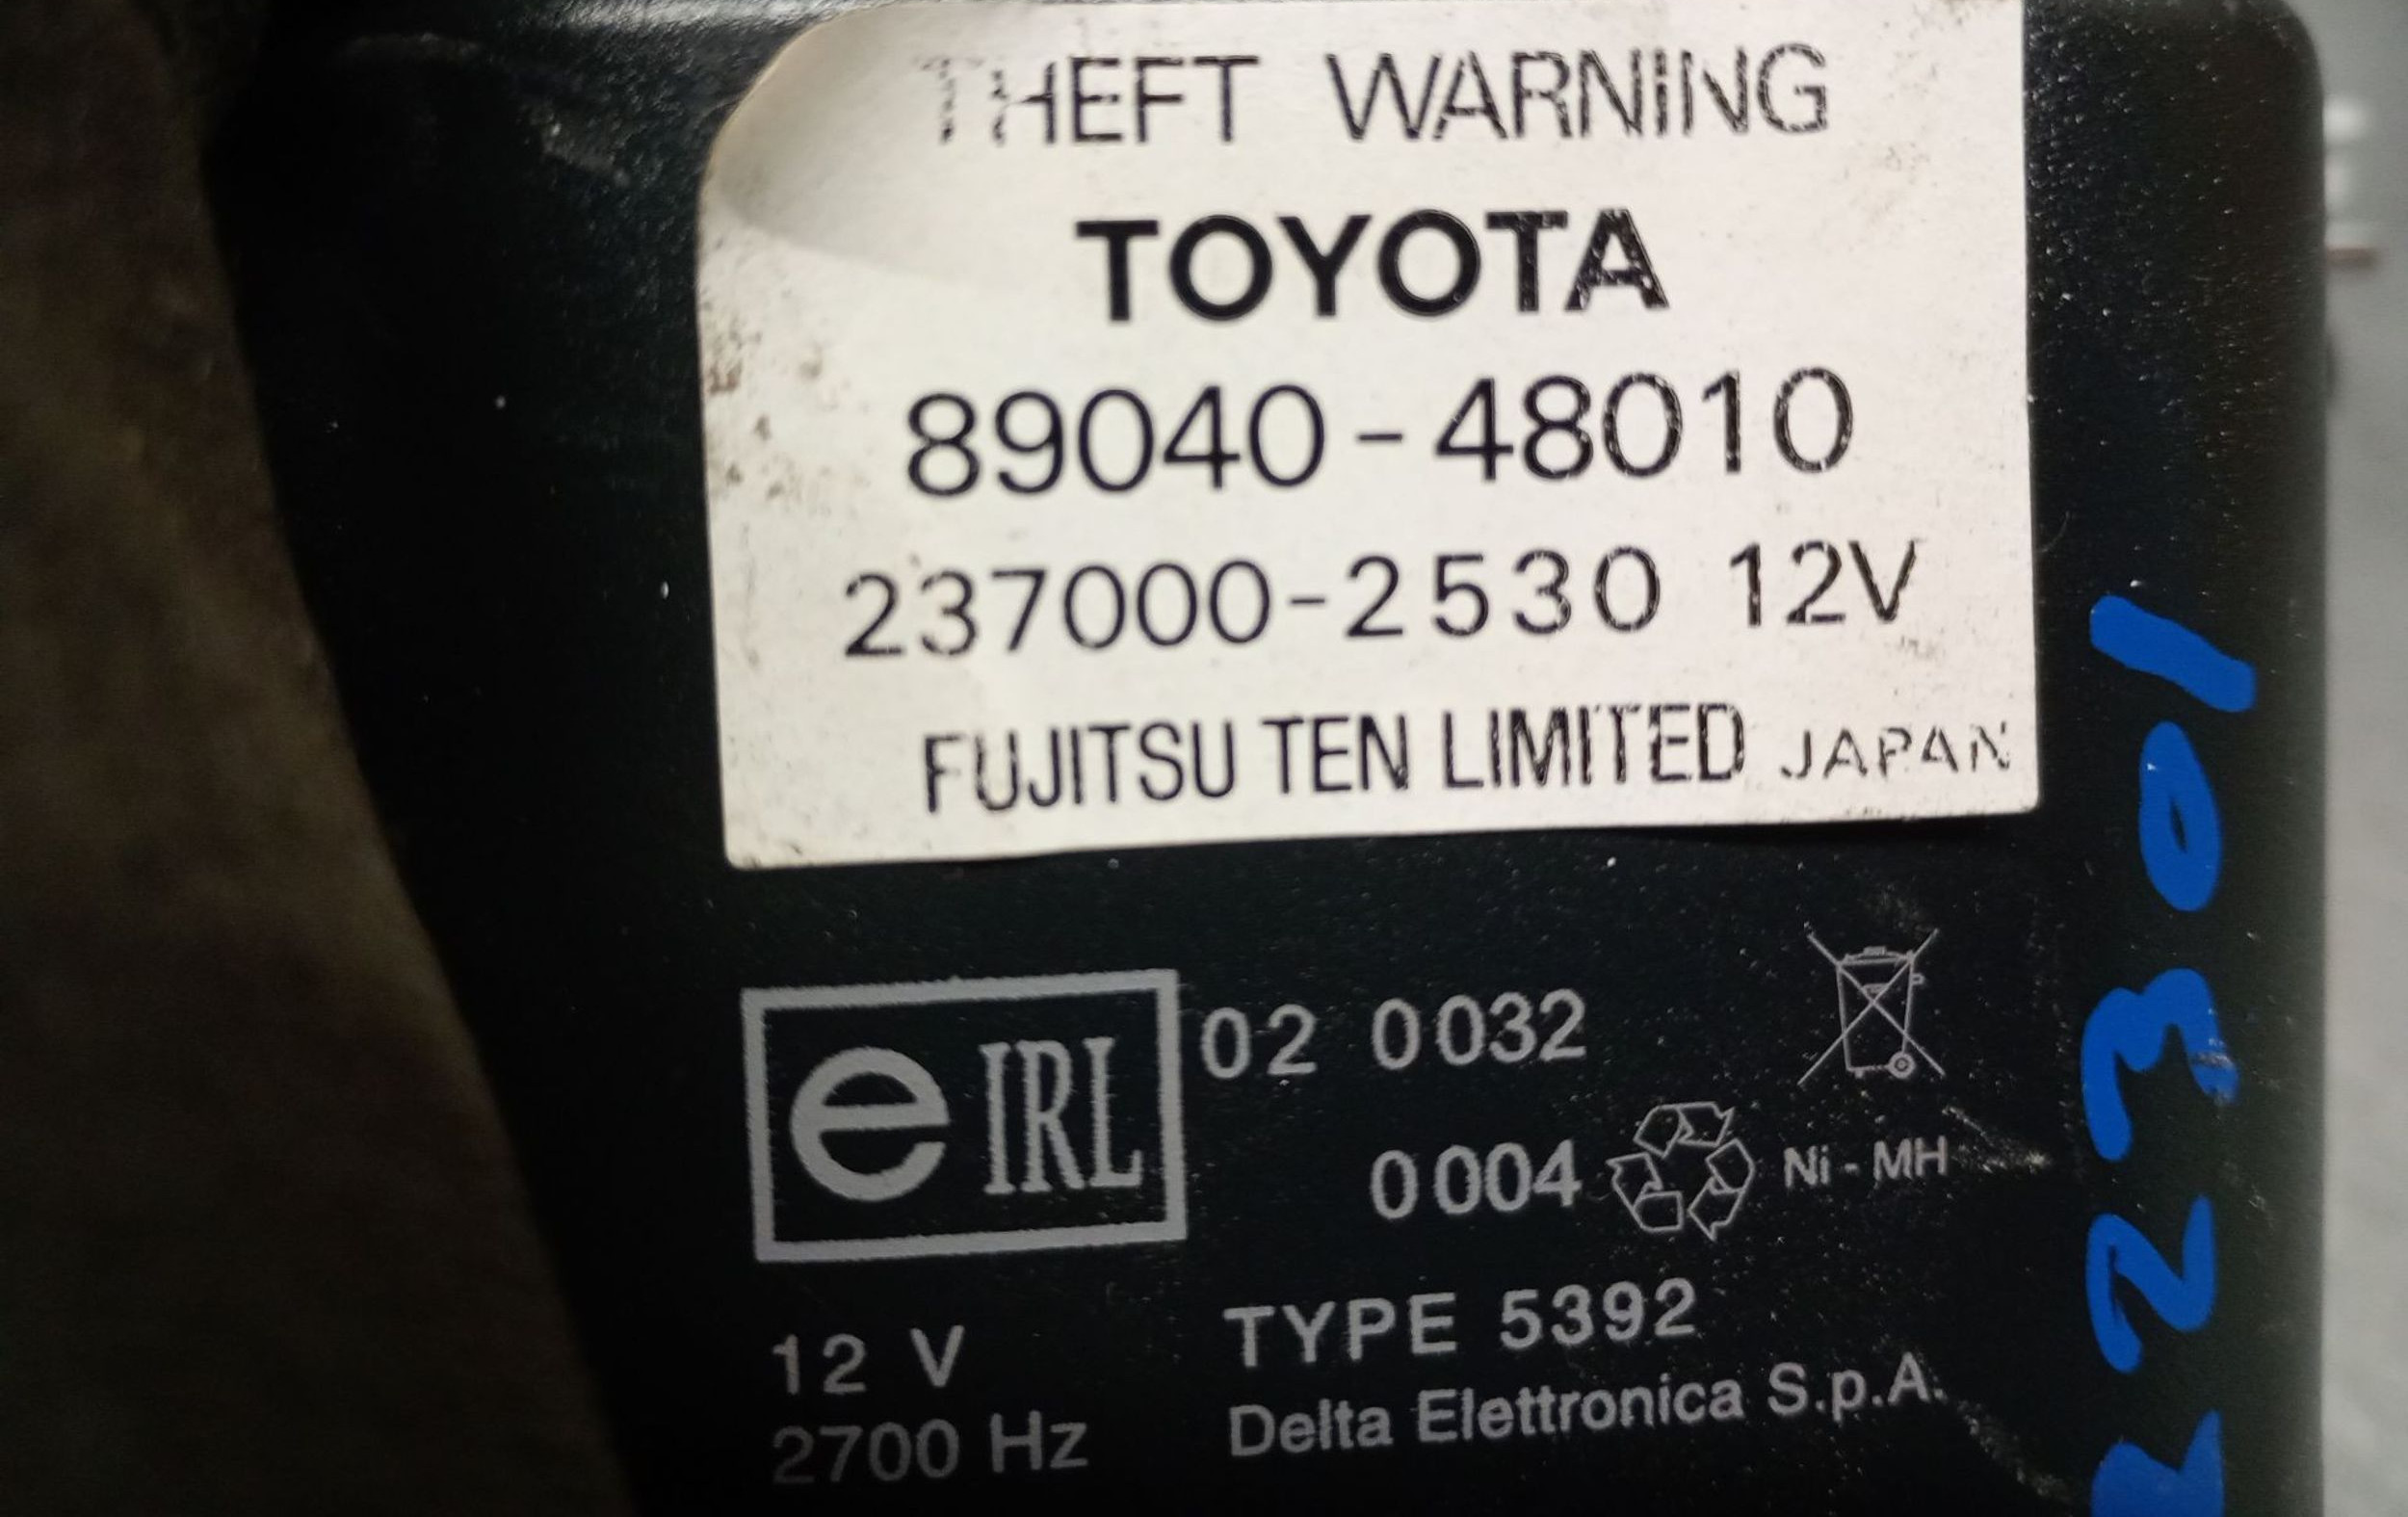 THEFT WARNING
TOYOTA
89040-48010
237000-2530 12V
FUJITSU TEN LIMITED JAPAN
e IRL 02 0032
0004 Ni-MH
12 V
TYPE 5392
2700 Hz
Delta Elettronica S.p.A.
2301